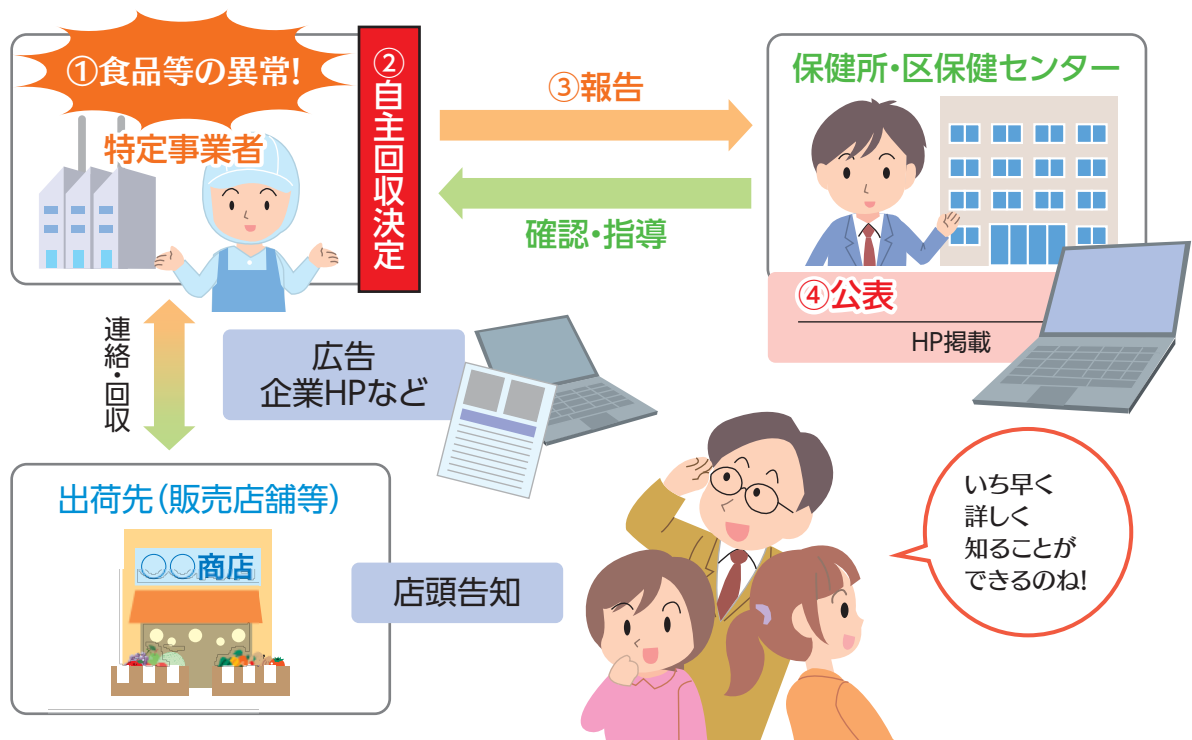 ①食品等の異常!
特定事業者
②自主回収決定
③報告
確認・指導
保健所・区保健センター
④公表
HP掲載
連絡・回収
広告
企業HPなど
出荷先(販売店舗等)
○○商店
店頭告知
いち早く
詳しく
知ることが
できるのね!